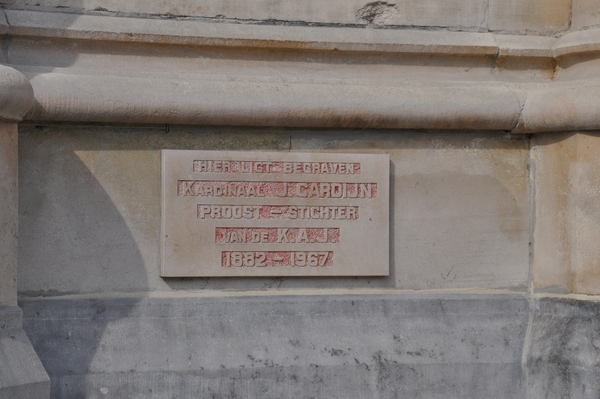 HIER LIGT BEGRAVEN
KARDINAAL J. CARDIJN
PROOST – STICHTER
VAN DE K.A.J.
1882 – 1967